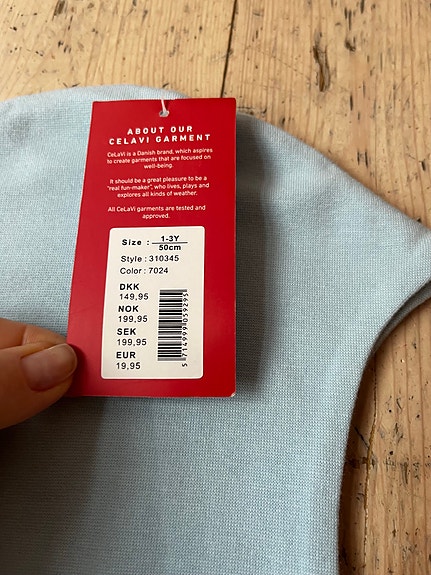 ABOUT OUR
CELAVI GARMENT
CeLaVi is a Danish brand, which aspires
to create garments that are focused on
well-being.
It should be a great pleasure to be a
"real fun-maker", who lives, plays and
explores all kinds of weather.
All CeLaVi garments are tested and
approved.
Size : 1-3Y
50cm
Style : 310345
Color : 7024
DKK
149,95
NOK
199,95
SEK
199,95
EUR
19,95
5714999059295